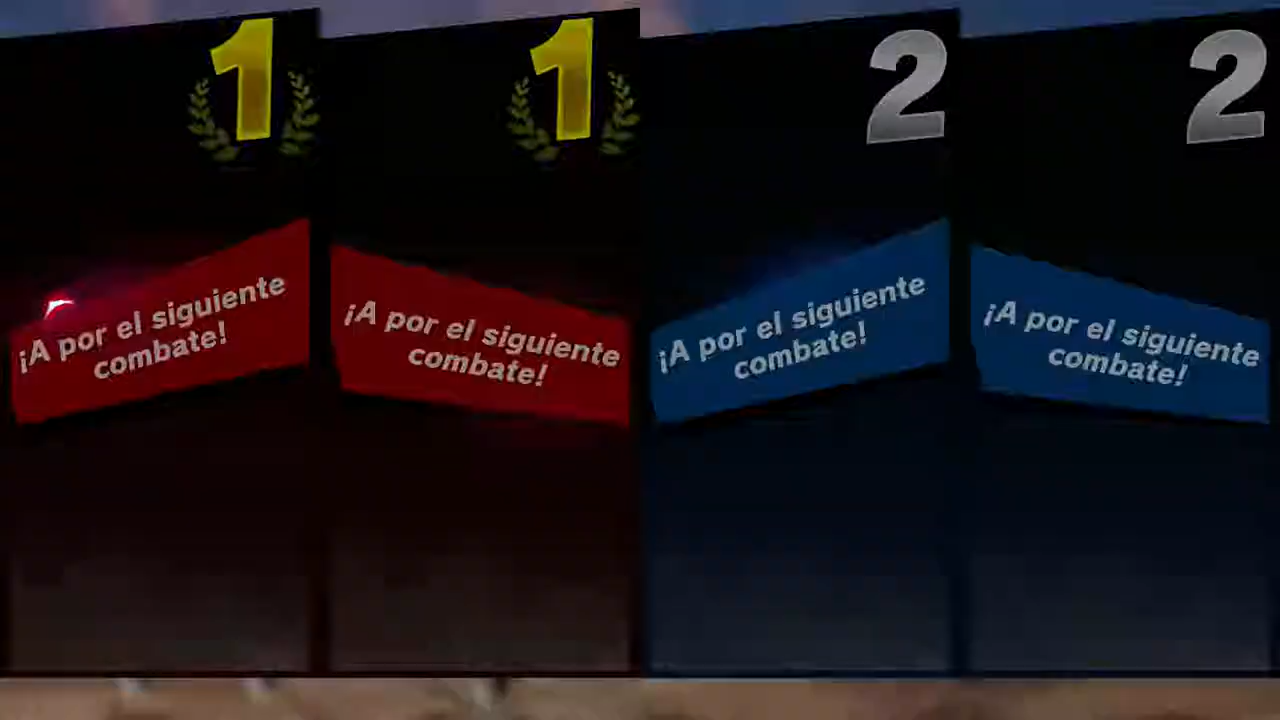 1
1
2
2
¡A por el siguiente
combate!
¡A por el siguiente
combate!
¡A por el siguiente
combate!
¡A por el siguiente
combate!